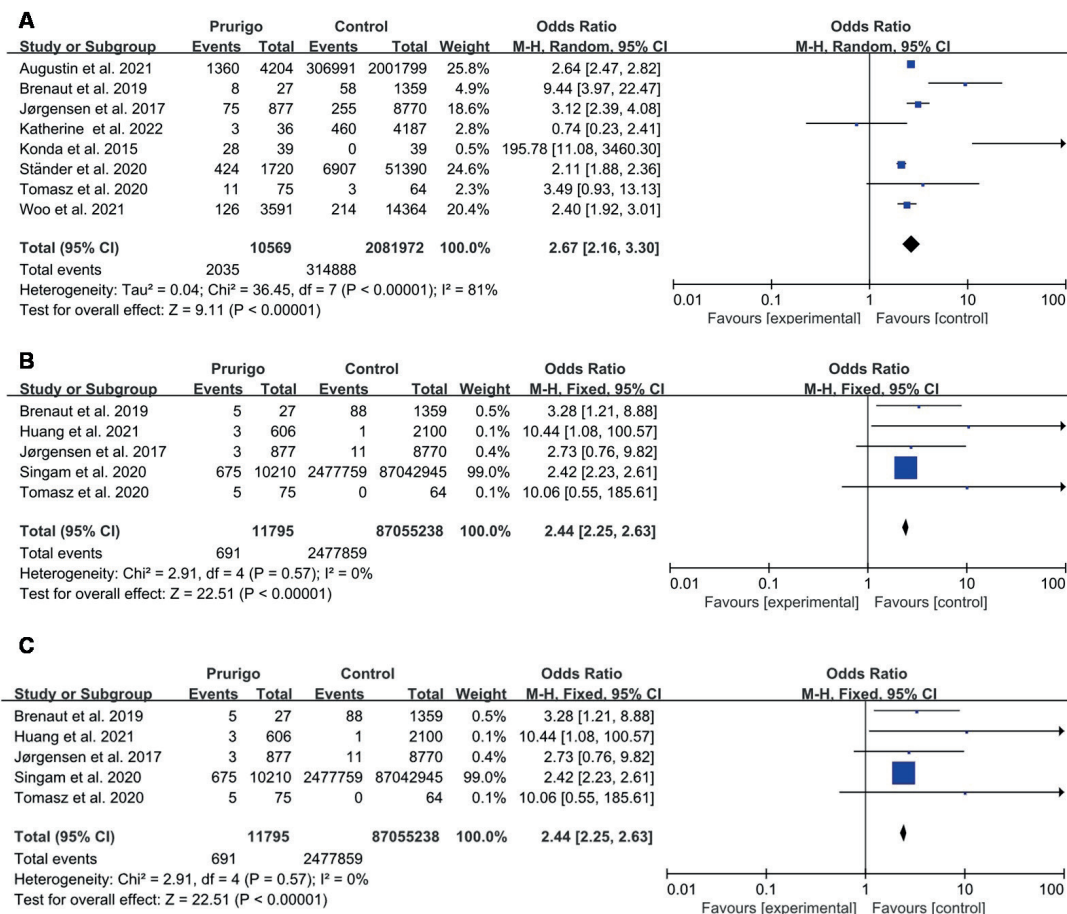 A
Prurigo Control Odds Ratio Odds Ratio
Study or Subgroup Events Total Events Total Weight M-H, Random, 95% CI M-H, Random, 95% CI
Augustin et al. 2021 1360 4204 306991 2001799 25.8% 2.64 [2.47, 2.82]
Brenaut et al. 2019 8 27 58 1359 4.9% 9.44 [3.97, 22.47]
Jørgensen et al. 2017 75 877 255 8770 18.6% 3.12 [2.39, 4.08]
Katherine et al. 2022 3 36 460 4187 2.8% 0.74 [0.23, 2.41]
Konda et al. 2015 28 39 0 39 0.5% 195.78 [11.08, 3460.30]
Ständer et al. 2020 424 1720 6907 51390 24.6% 2.11 [1.88, 2.36]
Tomasz et al. 2020 11 75 3 64 2.3% 3.49 [0.93, 13.13]
Woo et al. 2021 126 3591 214 14364 20.4% 2.40 [1.92, 3.01]
Total (95% CI) 10569 2081972 100.0% 2.67 [2.16, 3.30]
Total events 2035 314888
Heterogeneity: Tau² = 0.04; Chi² = 36.45, df = 7 (P < 0.00001); I² = 81%
Test for overall effect: Z = 9.11 (P < 0.00001)
0.01 0.1 1 10 100
Favours [experimental] Favours [control]
B
Prurigo Control Odds Ratio Odds Ratio
Study or Subgroup Events Total Events Total Weight M-H, Fixed, 95% CI M-H, Fixed, 95% CI
Brenaut et al. 2019 5 27 88 1359 0.5% 3.28 [1.21, 8.88]
Huang et al. 2021 3 606 1 2100 0.1% 10.44 [1.08, 100.57]
Jørgensen et al. 2017 3 877 11 8770 0.4% 2.73 [0.76, 9.82]
Singam et al. 2020 675 10210 2477759 87042945 99.0% 2.42 [2.23, 2.61]
Tomasz et al. 2020 5 75 0 64 0.1% 10.06 [0.55, 185.61]
Total (95% CI) 11795 87055238 100.0% 2.44 [2.25, 2.63]
Total events 691 2477859
Heterogeneity: Chi² = 2.91, df = 4 (P = 0.57); I² = 0%
Test for overall effect: Z = 22.51 (P < 0.00001)
0.01 0.1 1 10 100
Favours [experimental] Favours [control]
C
Prurigo Control Odds Ratio Odds Ratio
Study or Subgroup Events Total Events Total Weight M-H, Fixed, 95% CI M-H, Fixed, 95% CI
Brenaut et al. 2019 5 27 88 1359 0.5% 3.28 [1.21, 8.88]
Huang et al. 2021 3 606 1 2100 0.1% 10.44 [1.08, 100.57]
Jørgensen et al. 2017 3 877 11 8770 0.4% 2.73 [0.76, 9.82]
Singam et al. 2020 675 10210 2477759 87042945 99.0% 2.42 [2.23, 2.61]
Tomasz et al. 2020 5 75 0 64 0.1% 10.06 [0.55, 185.61]
Total (95% CI) 11795 87055238 100.0% 2.44 [2.25, 2.63]
Total events 691 2477859
Heterogeneity: Chi² = 2.91, df = 4 (P = 0.57); I² = 0%
Test for overall effect: Z = 22.51 (P < 0.00001)
0.01 0.1 1 10 100
Favours [experimental] Favours [control]